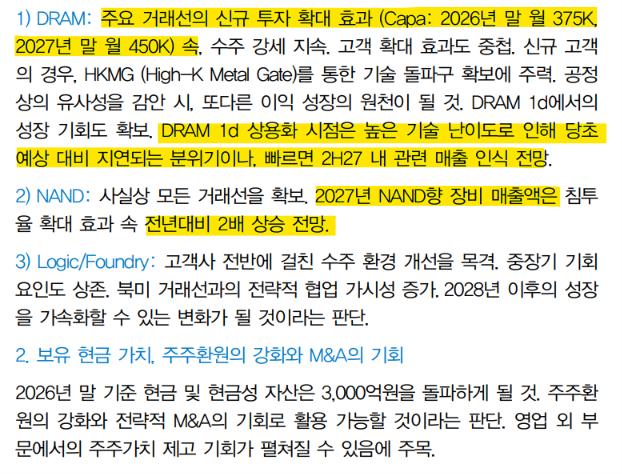 1) DRAM: 주요 거래선의 신규 투자 확대 효과 (Capa: 2026년 말 월 375K,
2027년 말 월 450K) 속, 수주 강세 지속. 고객 확대 효과도 중첩. 신규 고객
의 경우, HKMG (High-K Metal Gate)를 통한 기술 돌파구 확보에 주력. 공정
상의 유사성을 감안 시, 또다른 이익 성장의 원천이 될 것. DRAM 1d에서의
성장 기회도 확보. DRAM 1d 상용화 시점은 높은 기술 난이도로 인해 당초
예상 대비 지연되는 분위기이나, 빠르면 2H27 내 관련 매출 인식 전망.
2) NAND: 사실상 모든 거래선을 확보. 2027년 NAND향 장비 매출액은 침투
율 확대 효과 속 전년대비 2배 상승 전망.
3) Logic/Foundry: 고객사 전반에 걸친 수주 환경 개선을 목격. 중장기 기회
요인도 상존. 북미 거래선과의 전략적 협업 가시성 증가. 2028년 이후의 성장
을 가속화할 수 있는 변화가 될 것이라는 판단.
2. 보유 현금 가치, 주주환원의 강화와 M&A의 기회
2026년 말 기준 현금 및 현금성 자산은 3,000억원을 돌파하게 될 것. 주주환
원의 강화와 전략적 M&A의 기회로 활용 가능할 것이라는 판단. 영업 외 부
문에서의 주주가치 제고 기회가 펼쳐질 수 있음에 주목.